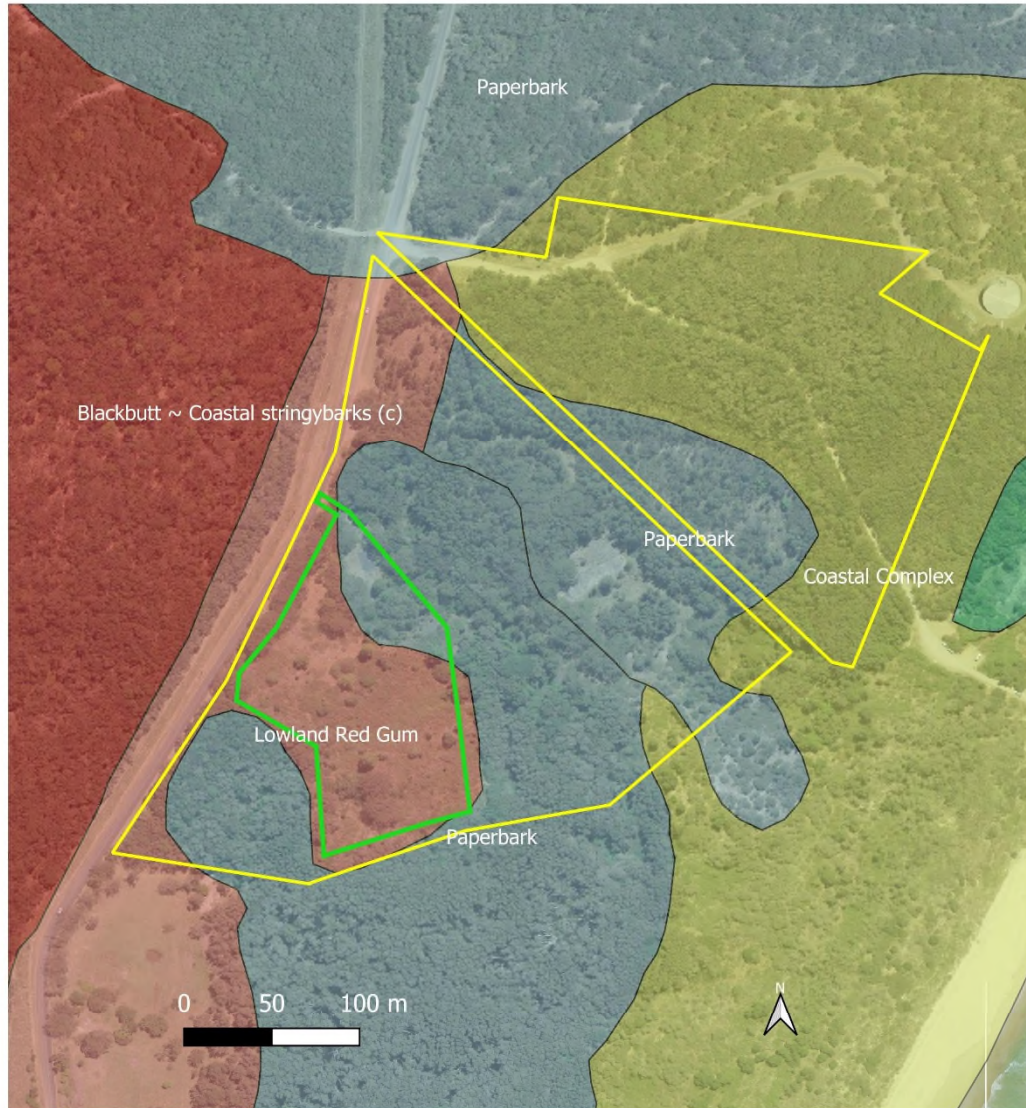 Paperbark
Blackbutt ~ Coastal stringybarks (c)
Paperbark
Coastal Complex
Lowland Red Gum
Paperbark
N
0 50 100 m